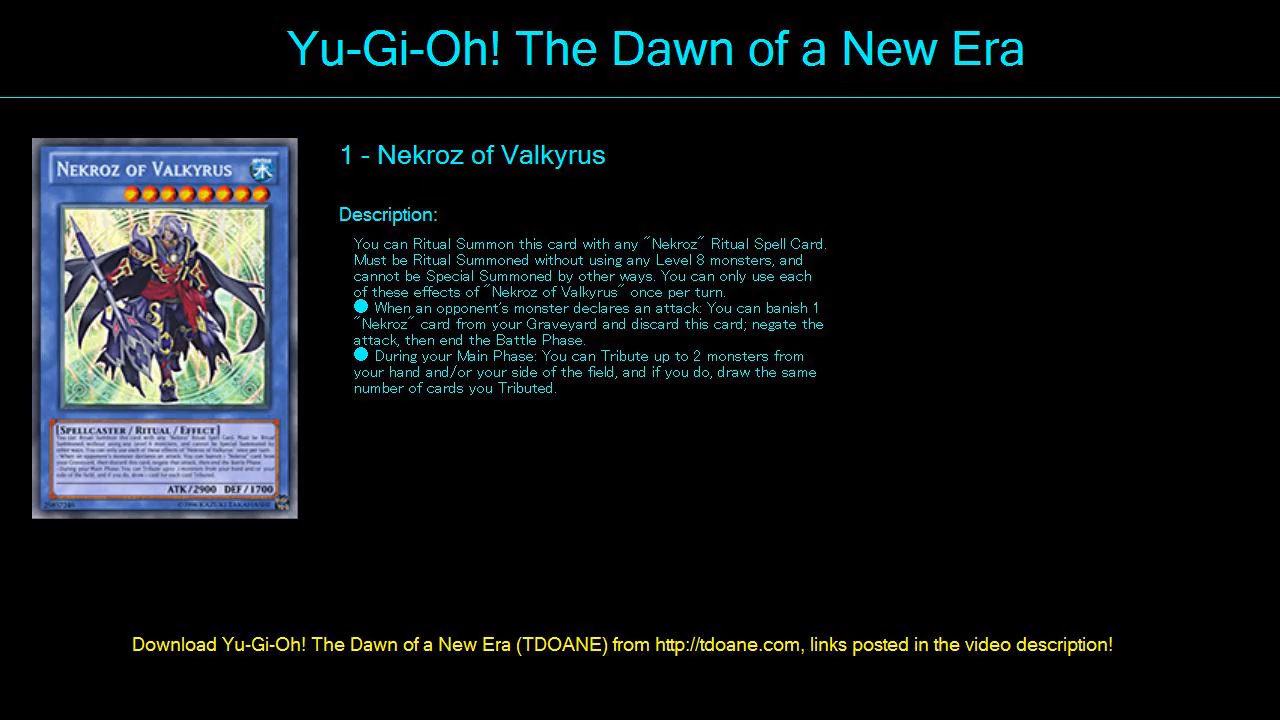 Yu-Gi-Oh! The Dawn of a New Era
NEKROZ OF VALKYRUS
1 - Nekroz of Valkyrus
Description:
You can Ritual Summon this card with any "Nekroz" Ritual Spell Card.
Must be Ritual Summoned without using any Level 8 monsters, and
cannot be Special Summoned by other ways. You can only use each
of these effects of "Nekroz of Valkyrus" once per turn.
● When an opponent's monster declares an attack: You can banish 1
"Nekroz" card from your Graveyard and discard this card; negate the
attack, then end the Battle Phase.
● During your Main Phase: You can Tribute up to 2 monsters from
your hand and/or your side of the field, and if you do, draw the same
number of cards you Tributed.
[SPELLCASTER / RITUAL / EFFECT]
ATK/2900 DEF/1700
Download Yu-Gi-Oh! The Dawn of a New Era (TDOANE) from http://tdoane.com, links posted in the video description!